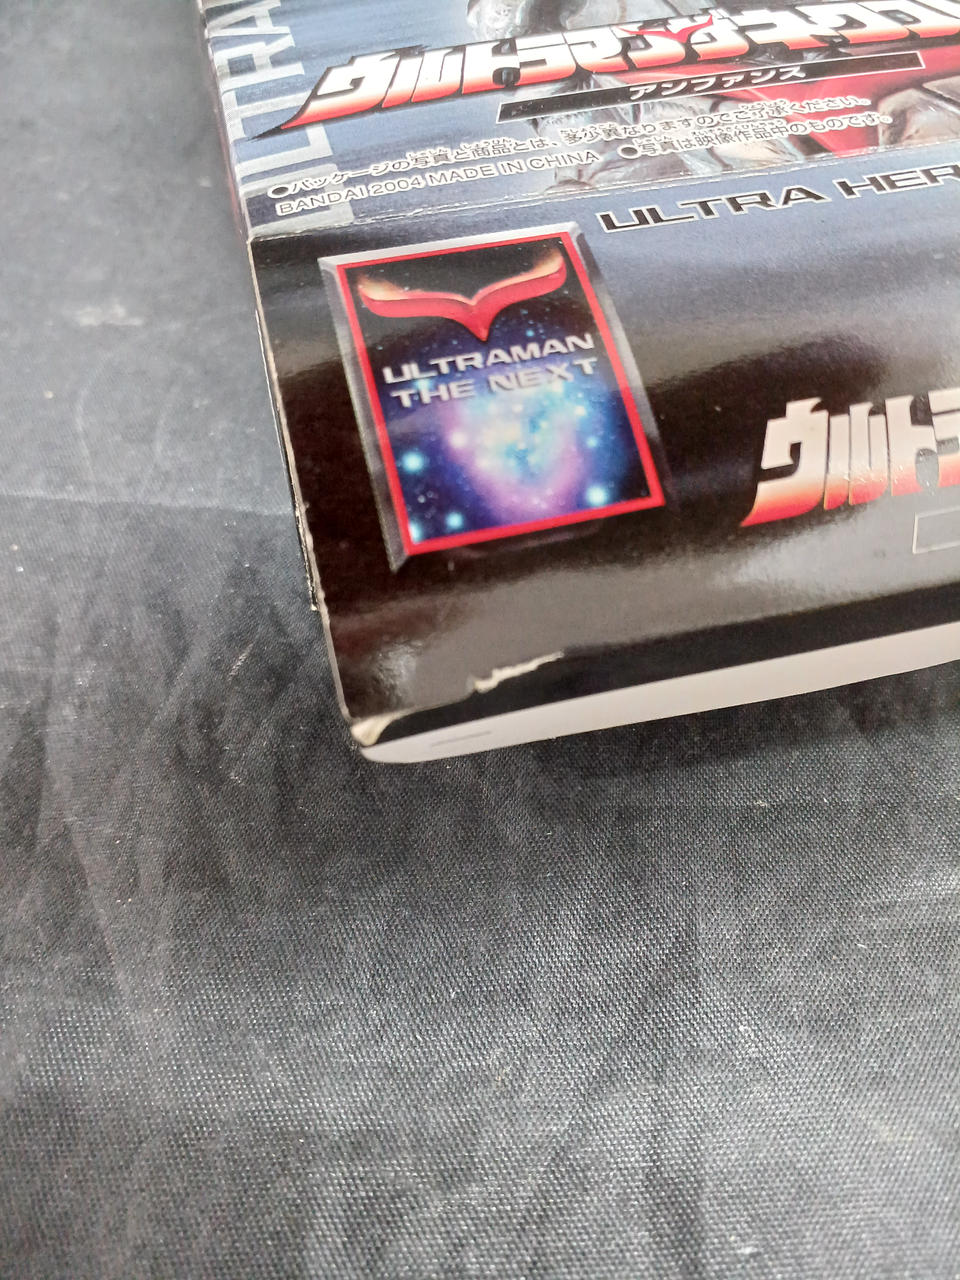 ULTRA
ウルトラマンザネクスト
アンファンス
●パッケージの写真と商品とは、多少異なりますのでご了承ください。
●写真は映像作品中のものです。
BANDAI 2004 MADE IN CHINA
ULTRA HER
ULTRAMAN
THE NEXT
ウルト